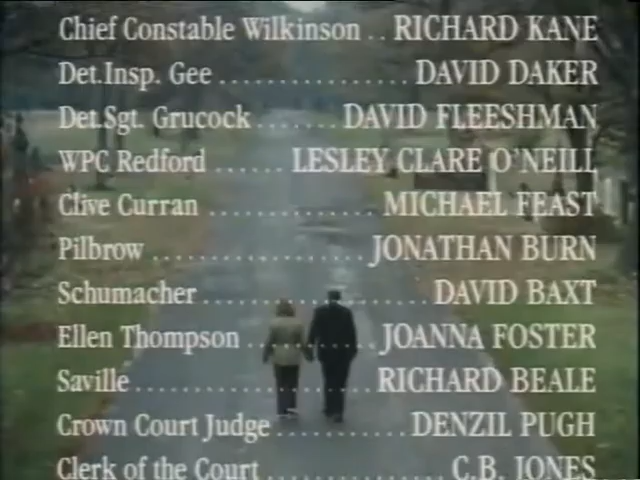 Chief Constable Wilkinson .. RICHARD KANE
Det.Insp. Gee ................ DAVID DAKER
Det.Sgt. Grucock ....... DAVID FLEESHMAN
WPC Redford ...... LESLEY CLARE O'NEILL
Clive Curran .............. MICHAEL FEAST
Pilbrow ................... JONATHAN BURN
Schumacher .................. DAVID BAXT
Ellen Thompson ........... JOANNA FOSTER
Saville .................... RICHARD BEALE
Crown Court Judge ........... DENZIL PUGH
Clerk of the Court .............. C.B. JONES